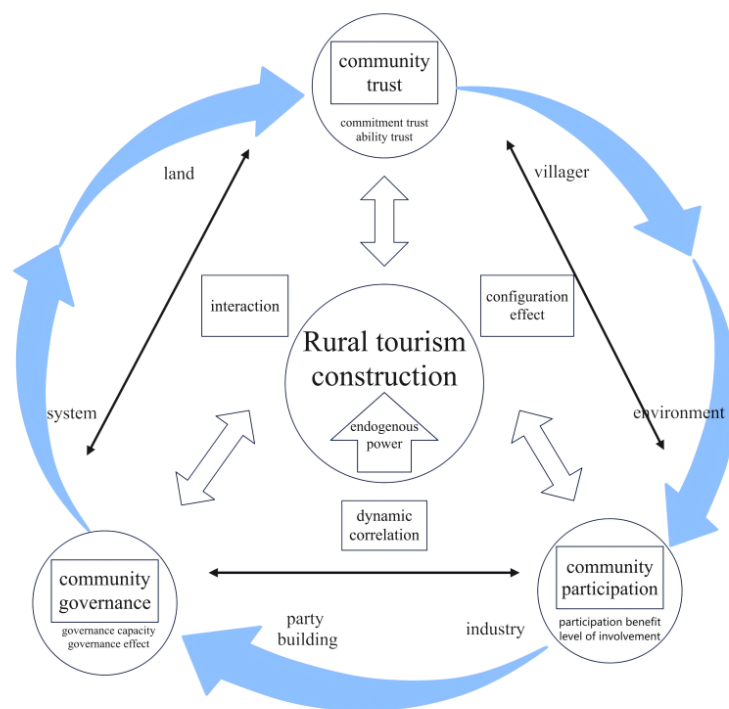 community
trust
commitment trust
ability trust
land
villager
interaction
configuration
effect
Rural tourism
construction
endogenous
power
system
environment
dynamic
correlation
community
governance
governance capacity
governance effect
community
participation
participation benefit
level of involvement
party
building
industry